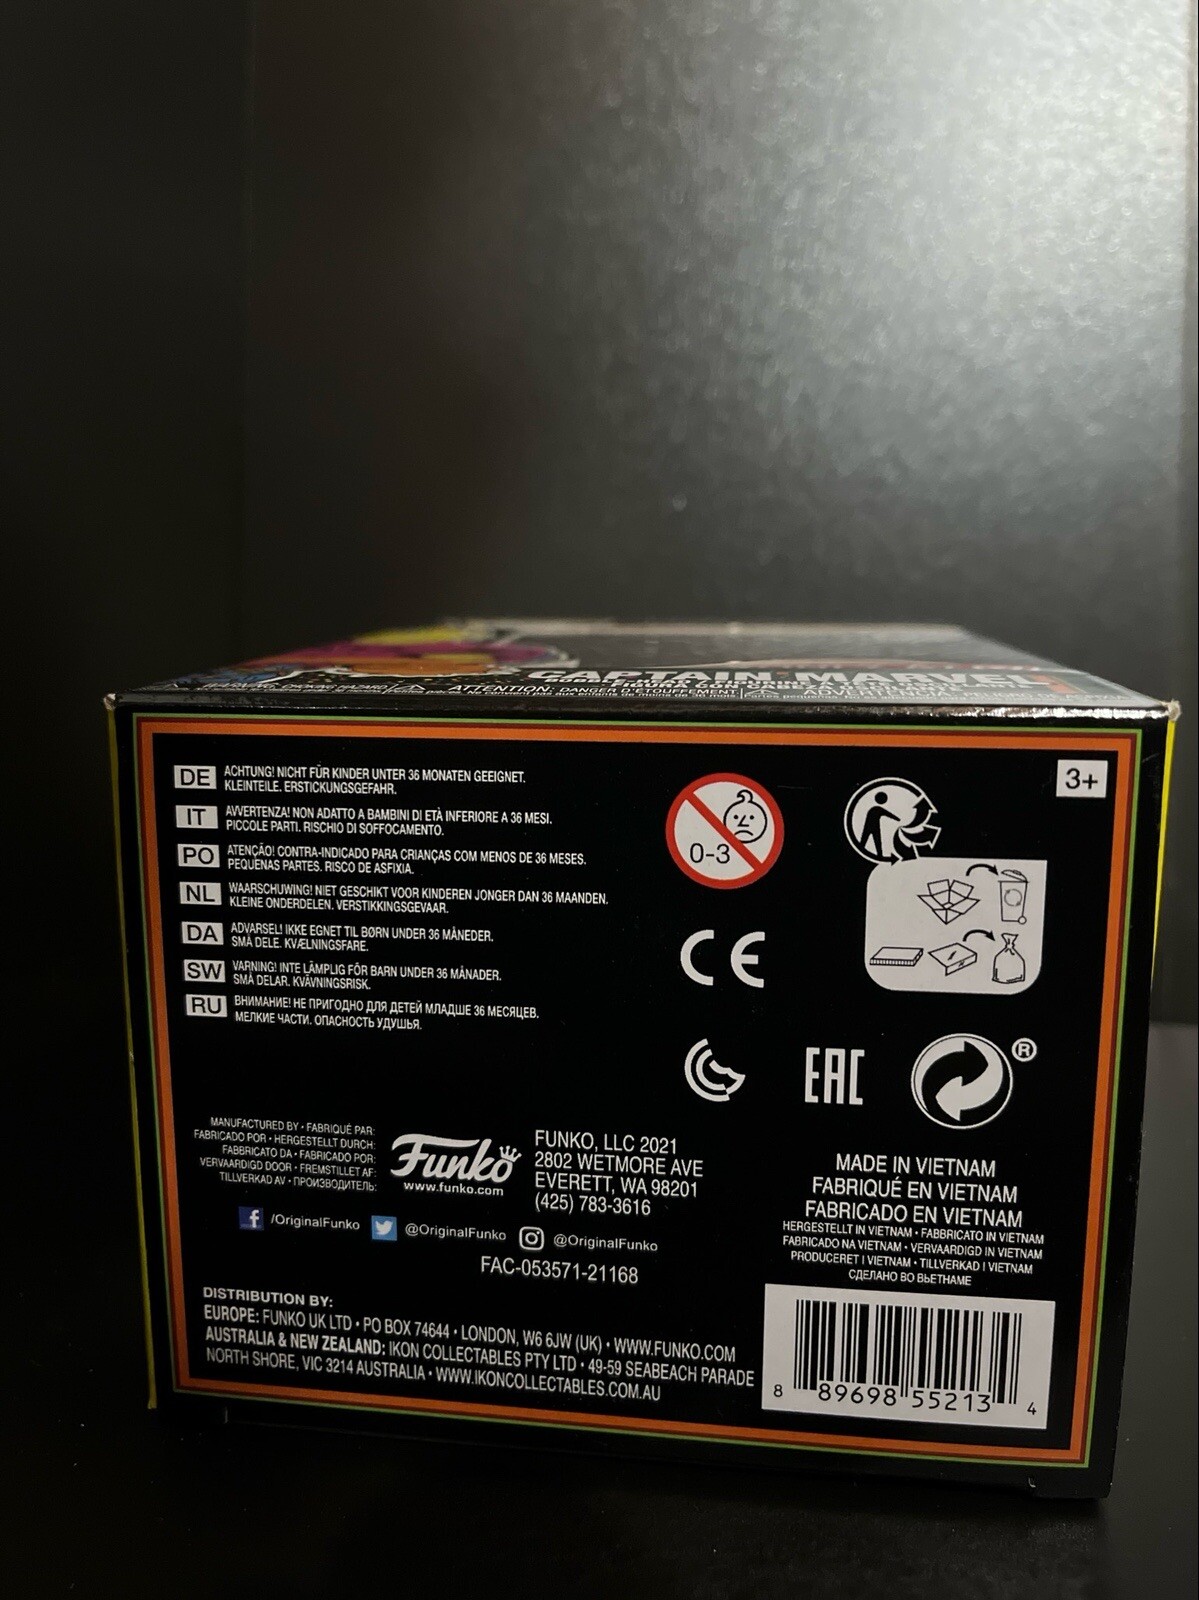 CAPTAIN MARVEL
ATTENTION: DANGER D'ÉTOUFFEMENT
DE
ACHTUNG! NICHT FÜR KINDER UNTER 36 MONATEN GEEIGNET.
KLEINTEILE. ERSTICKUNGSGEFAHR.
IT
AVVERTENZA! NON ADATTO A BAMBINI DI ETÀ INFERIORE A 36 MESI.
PICCOLE PARTI. RISCHIO DI SOFFOCAMENTO.
PO
ATENÇÃO! CONTRA-INDICADO PARA CRIANÇAS COM MENOS DE 36 MESES.
PEQUENAS PARTES. RISCO DE ASFIXIA.
NL
WAARSCHUWING! NIET GESCHIKT VOOR KINDEREN JONGER DAN 36 MAANDEN.
KLEINE ONDERDELEN. VERSTIKKINGSGEVAAR.
DA
ADVARSEL! IKKE EGNET TIL BØRN UNDER 36 MÅNEDER.
SMÅ DELE. KVÆLNINGSFARE.
SW
VARNING! INTE LÄMPLIG FÖR BARN UNDER 36 MÅNADER.
SMÅ DELAR. KVÄVNINGSRISK.
RU
ВНИМАНИЕ! НЕ ПРИГОДНО ДЛЯ ДЕТЕЙ МЛАДШЕ 36 МЕСЯЦЕВ.
МЕЛКИЕ ЧАСТИ. ОПАСНОСТЬ УДУШЬЯ.
0-3
3+
CE
EAC
®
MANUFACTURED BY • FABRIQUÉ PAR:
FABRICADO POR • HERGESTELLT DURCH:
FABBRICATO DA • FABRICADO POR:
VERVAARDIGD DOOR • FREMSTILLET AF:
TILLVERKAD AV • ПРОИЗВОДИТЕЛЬ:
Funko
www.funko.com
FUNKO, LLC 2021
2802 WETMORE AVE
EVERETT, WA 98201
(425) 783-3616
/OriginalFunko
@OriginalFunko
@OriginalFunko
FAC-053571-21168
MADE IN VIETNAM
FABRIQUÉ EN VIETNAM
FABRICADO EN VIETNAM
HERGESTELLT IN VIETNAM • FABBRICATO IN VIETNAM
FABRICADO NA VIETNAM • VERVAARDIGD IN VIETNAM
PRODUCERET I VIETNAM • TILLVERKAD I VIETNAM
СДЕЛАНО ВО ВЬЕТНАМЕ
DISTRIBUTION BY:
EUROPE: FUNKO UK LTD • PO BOX 74644 • LONDON, W6 6JW (UK) • WWW.FUNKO.COM
AUSTRALIA & NEW ZEALAND: IKON COLLECTABLES PTY LTD • 49-59 SEABEACH PARADE
NORTH SHORE, VIC 3214 AUSTRALIA • WWW.IKONCOLLECTABLES.COM.AU
8 89698 55213 4